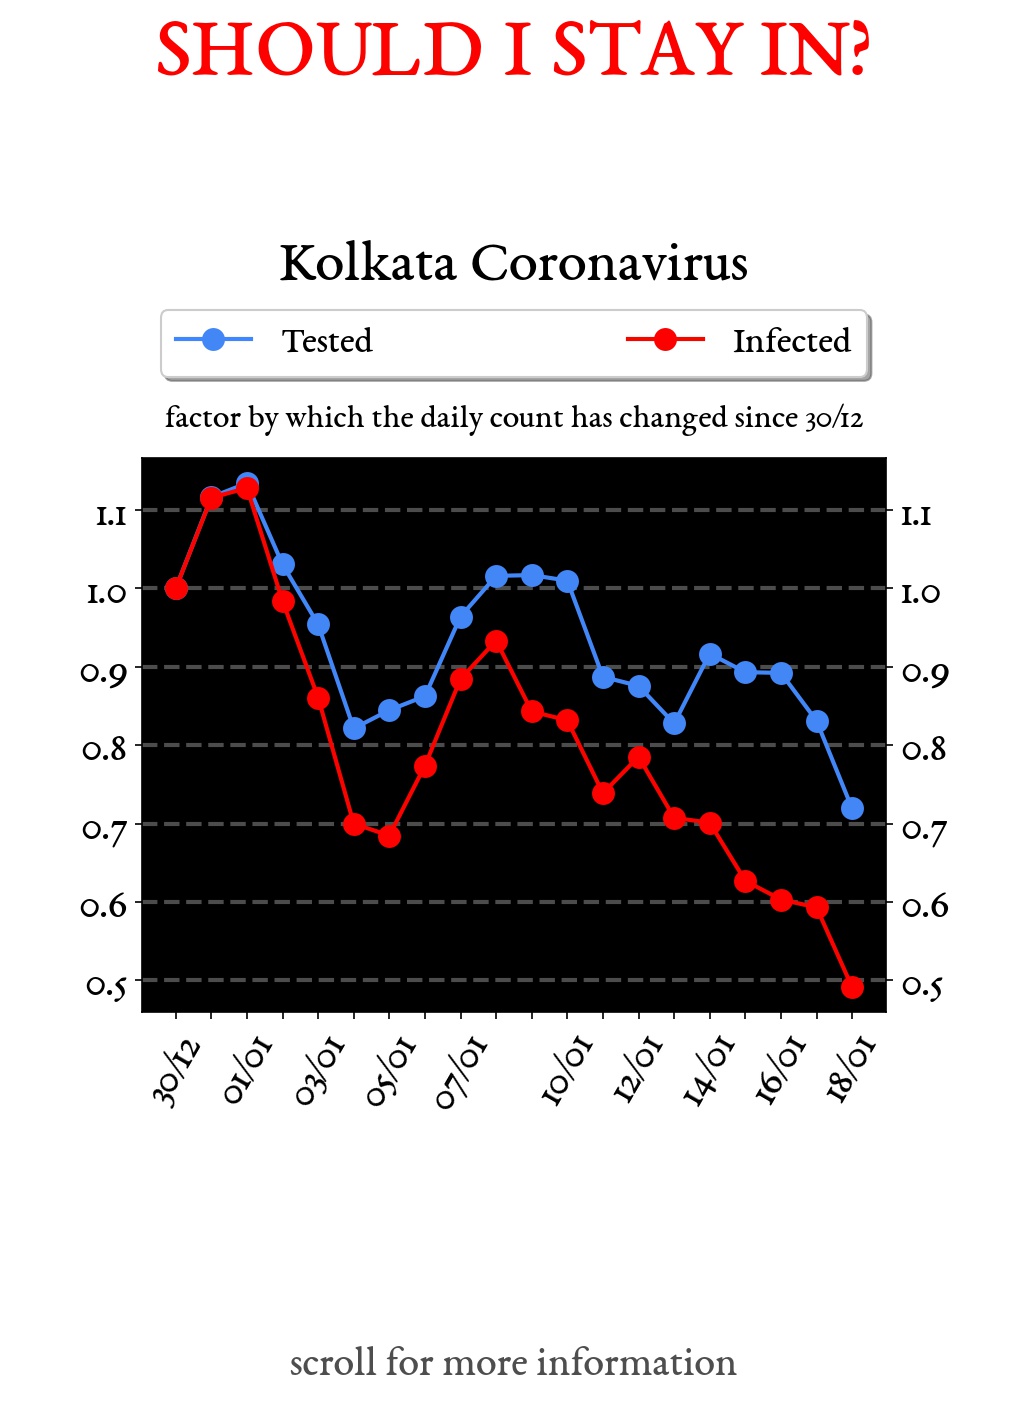 SHOULD I STAY IN?
Kolkata Coronavirus
Tested Infected
factor by which the daily count has changed since 30/12
1.1 1.1
1.0 1.0
0.9 0.9
0.8 0.8
0.7 0.7
0.6 0.6
0.5 0.5
30/12 01/01 03/01 05/01 07/01 10/01 12/01 14/01 16/01 18/01
scroll for more information